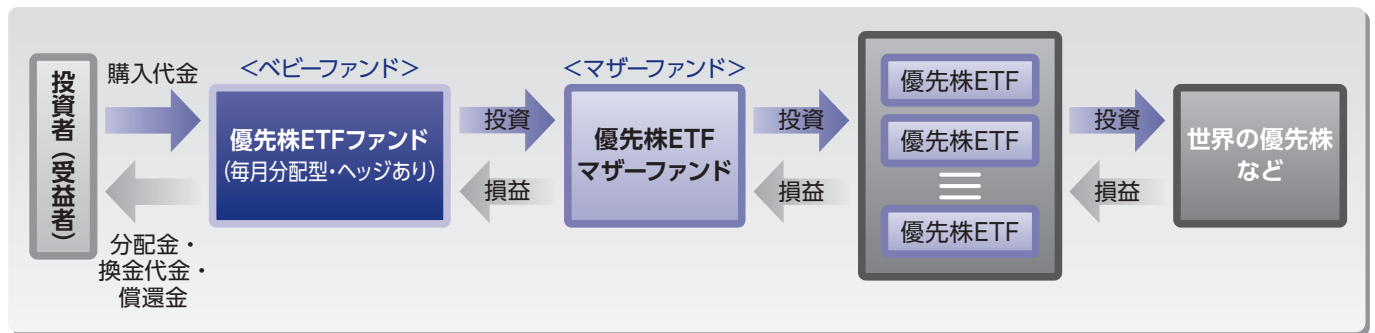 投資者（受益者）
購入代金
分配金・
換金代金・
償還金
＜ベビーファンド＞
優先株ETFファンド
(毎月分配型・ヘッジあり)
投資
損益
＜マザーファンド＞
優先株ETF
マザーファンド
投資
損益
優先株ETF
優先株ETF
優先株ETF
投資
損益
世界の優先株
など